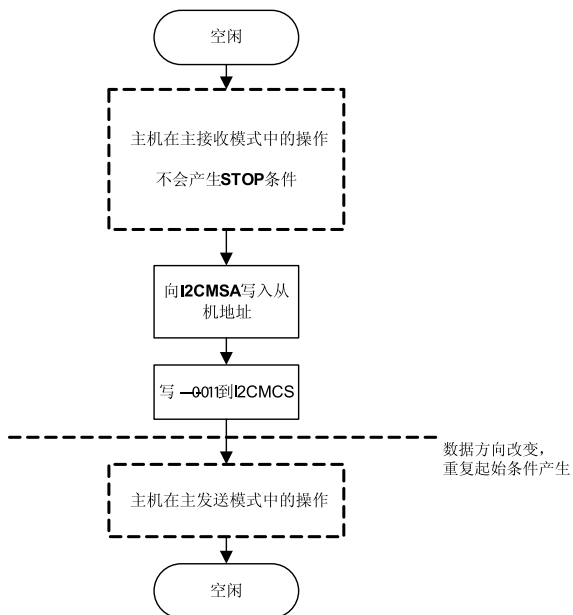 空闲
主机在主接收模式中的操作
不会产生STOP条件
向I2CMSA写入从
机地址
写 —0-011到I2CMCS
数据方向改变，
重复起始条件产生
主机在主发送模式中的操作
空闲